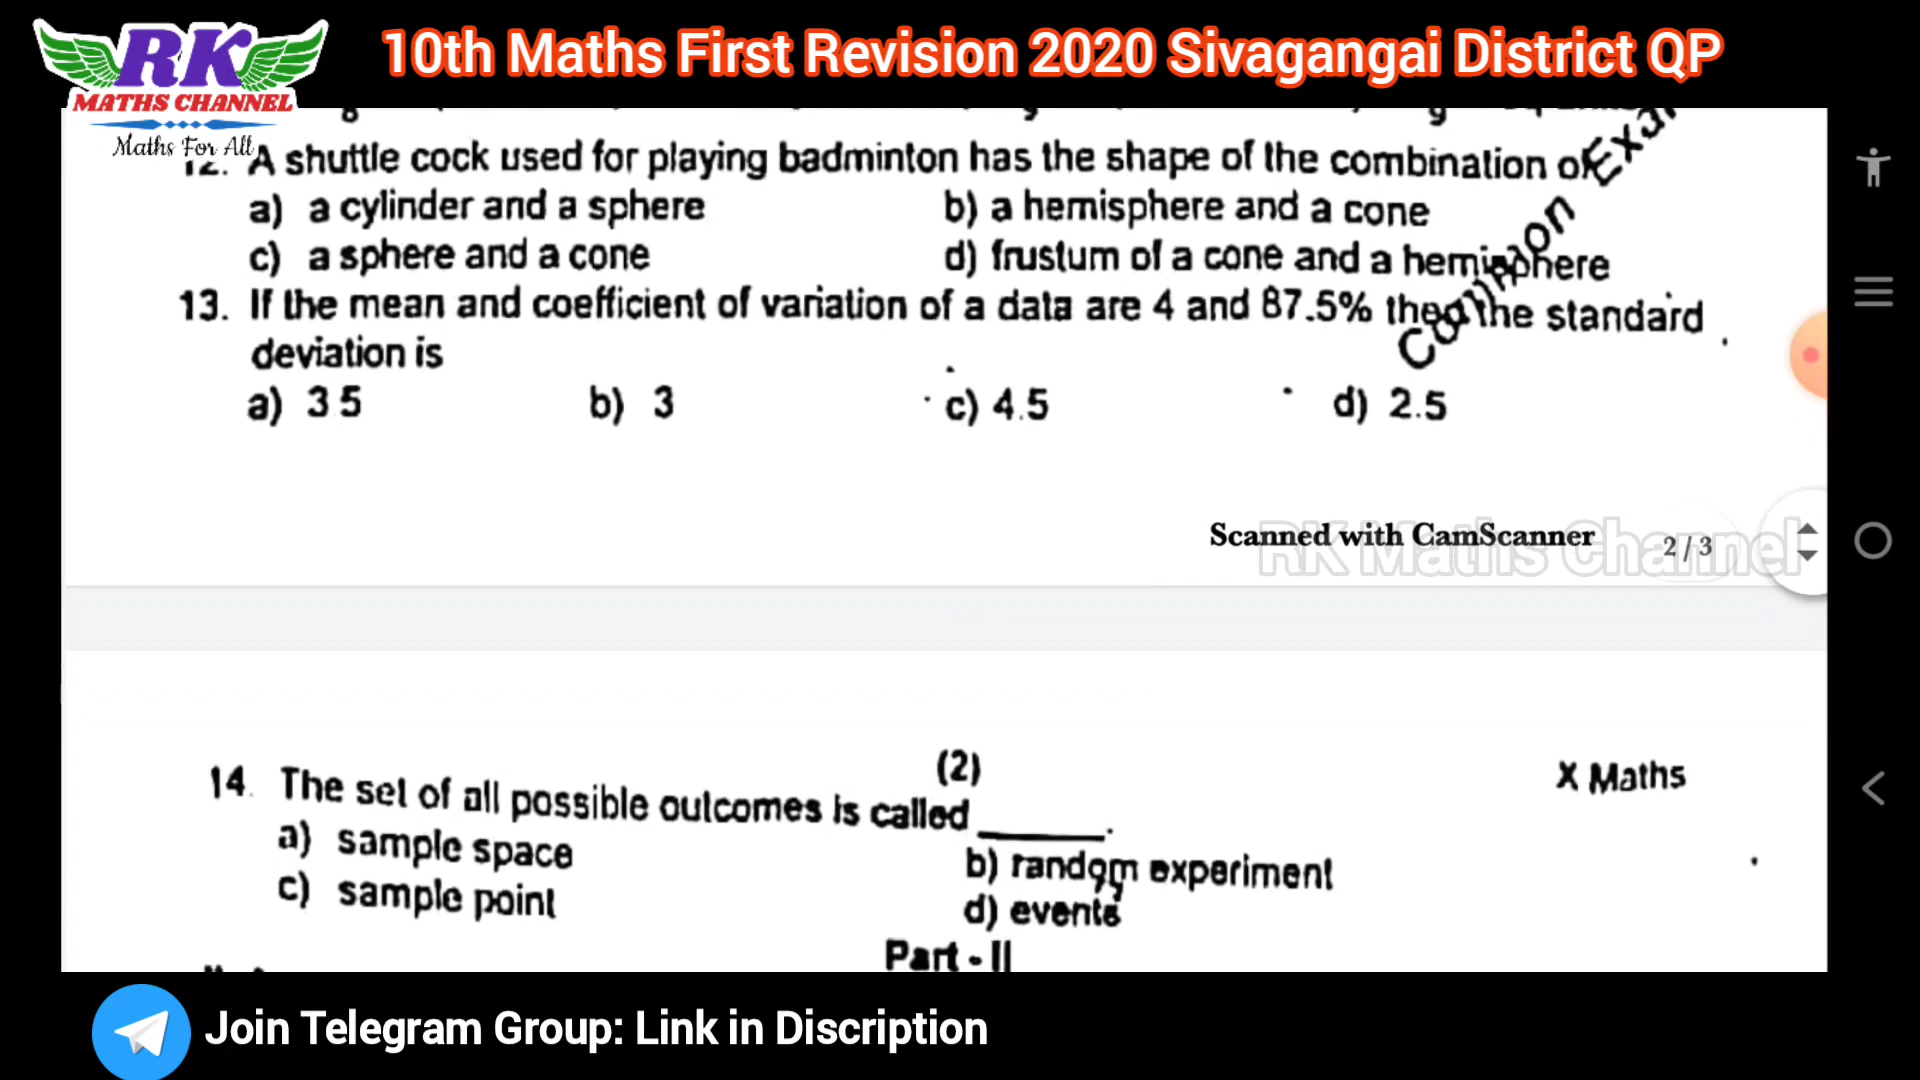 RK
MATHS CHANNEL
Maths For All
10th Maths First Revision 2020 Sivagangai District QP
12. A shuttle cock used for playing badminton has the shape of the combination of
a) a cylinder and a sphere b) a hemisphere and a cone
c) a sphere and a cone d) frustum of a cone and a hemisphere
13. If the mean and coefficient of variation of a data are 4 and 87.5% then the standard
deviation is
a) 3 5 b) 3 c) 4.5 d) 2.5
Common Exam
Scanned with CamScanner
RK Maths Channel
2 / 3
(2)
X Maths
14. The set of all possible outcomes is called ______.
a) sample space b) random experiment
c) sample point d) events
Part - II
Join Telegram Group: Link in Discription